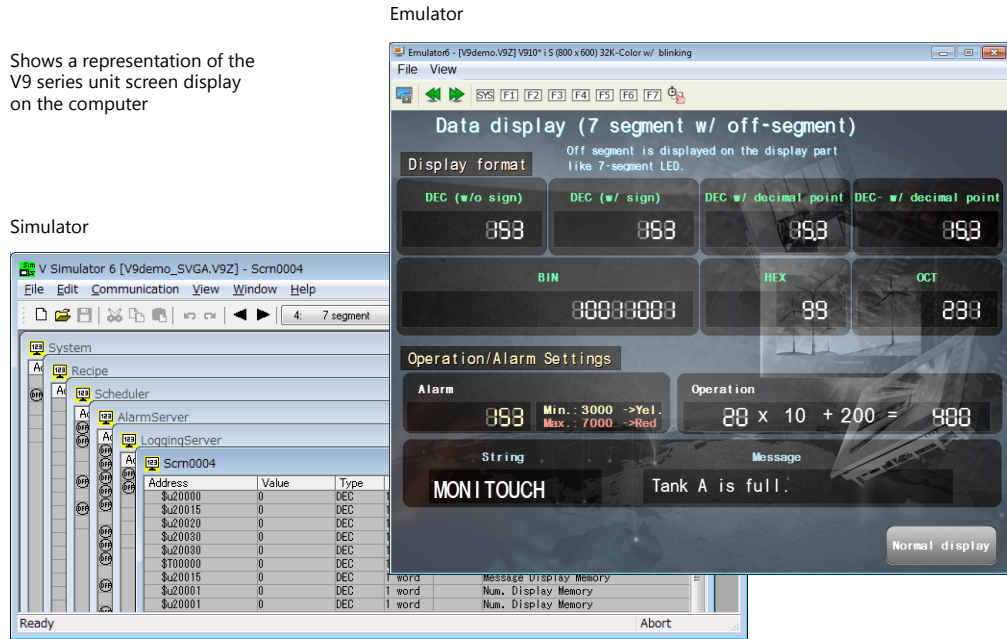 Emulator
Shows a representation of the
V9 series unit screen display
on the computer
Emulator6 - [V9demo.V9Z] V910* i S (800 x 600) 32K-Color w/ blinking
File View
SYS F1 F2 F3 F4 F5 F6 F7
Data display (7 segment w/ off-segment)
Off segment is displayed on the display part
like 7-segment LED.
Display format
DEC (w/o sign) DEC (w/ sign) DEC w/ decimal point DEC- w/ decimal point
153 153 15.3 15.3
BIN HEX OCT
10011001 99 231
Operation/Alarm Settings
Alarm Operation
153 Min.:3000 ->Yel.
Max.:7000 ->Red
20 x 10 + 200 = 400
String Message
MONITOUCH Tank A is full.
Normal display
Simulator
V Simulator 6 [V9demo_SVGA.V9Z] - Scrn0004
File Edit Communication View Window Help
4: 7 segment
System
Recipe
Scheduler
AlarmServer
LoggingServer
Scrn0004
Address Value Type
$u20000 0 DEC
$u20015 0 DEC
$u20020 0 DEC
$u20030 0 DEC
$u20030 0 DEC
$T00000 0 DEC
$u20015 0 DEC 1 word Message Display Memory
$u20001 0 DEC 1 word Num. Display Memory
$u20001 0 DEC 1 word Num. Display Memory
Ready Abort